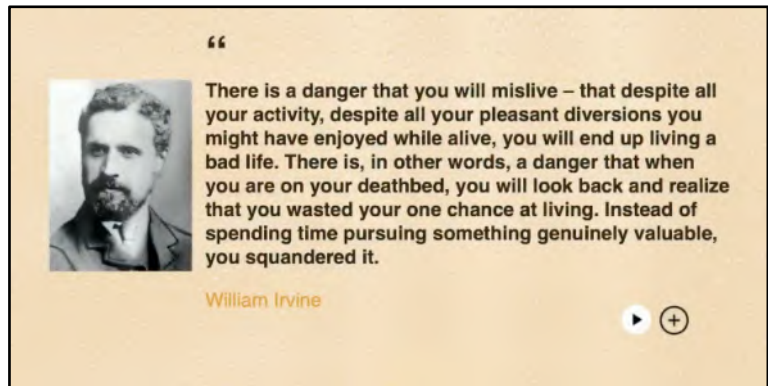 “
There is a danger that you will mislive – that despite all
your activity, despite all your pleasant diversions you
might have enjoyed while alive, you will end up living a
bad life. There is, in other words, a danger that when
you are on your deathbed, you will look back and realize
that you wasted your one chance at living. Instead of
spending time pursuing something genuinely valuable,
you squandered it.
William Irvine